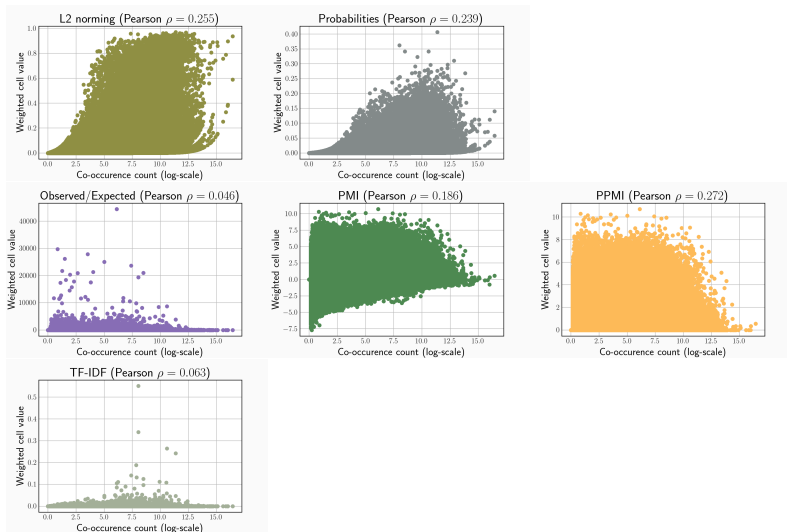 L2 norming (Pearson ρ = 0.255)
Weighted cell value
1.0
0.8
0.6
0.4
0.2
0.0
0.0 2.5 5.0 7.5 10.0 12.5 15.0
Co-occurence count (log-scale)
Probabilities (Pearson ρ = 0.239)
Weighted cell value
0.40
0.35
0.30
0.25
0.20
0.15
0.10
0.05
0.00
0.0 2.5 5.0 7.5 10.0 12.5 15.0
Co-occurence count (log-scale)
Observed/Expected (Pearson ρ = 0.046)
Weighted cell value
40000
30000
20000
10000
0
0.0 2.5 5.0 7.5 10.0 12.5 15.0
Co-occurence count (log-scale)
PMI (Pearson ρ = 0.186)
Weighted cell value
10.0
7.5
5.0
2.5
0.0
−2.5
−5.0
−7.5
0.0 2.5 5.0 7.5 10.0 12.5 15.0
Co-occurence count (log-scale)
PPMI (Pearson ρ = 0.272)
Weighted cell value
10
8
6
4
2
0
0.0 2.5 5.0 7.5 10.0 12.5 15.0
Co-occurence count (log-scale)
TF-IDF (Pearson ρ = 0.063)
Weighted cell value
0.5
0.4
0.3
0.2
0.1
0.0
0.0 2.5 5.0 7.5 10.0 12.5 15.0
Co-occurence count (log-scale)